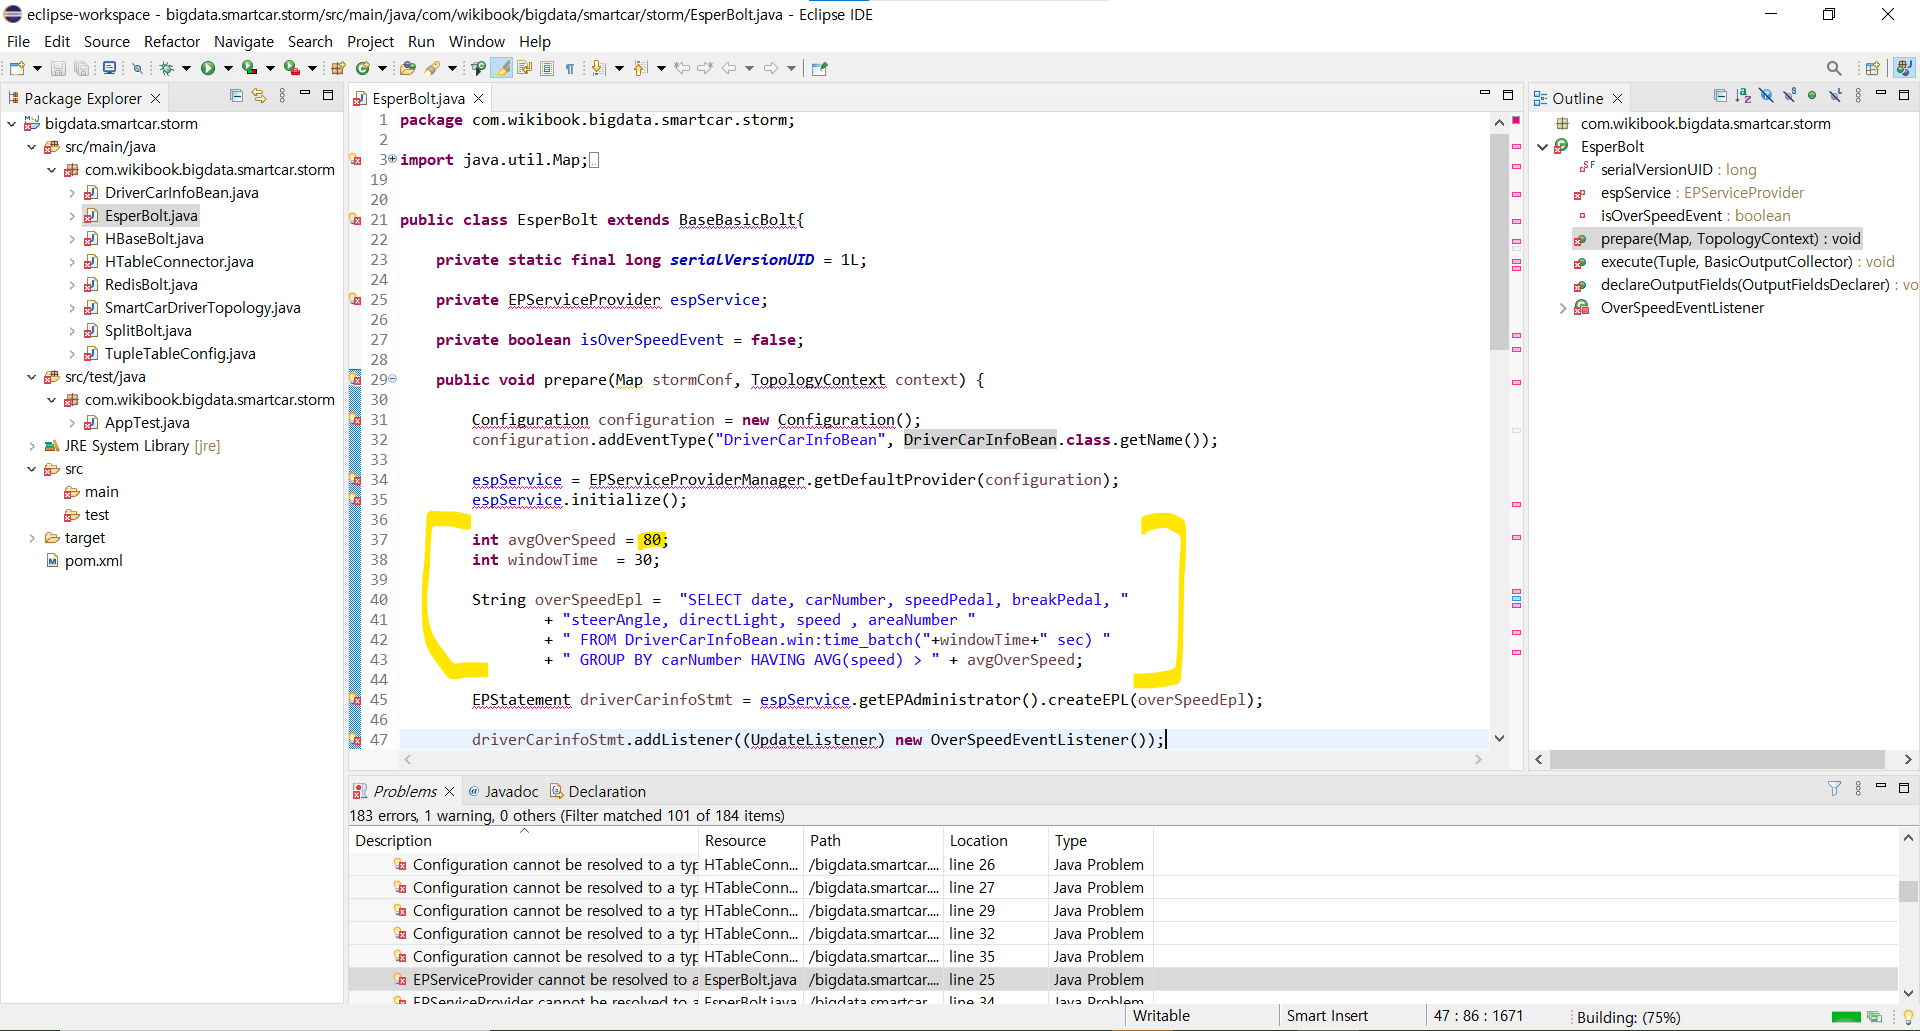 eclipse-workspace - bigdata.smartcar.storm/src/main/java/com/wikibook/bigdata/smartcar/storm/EsperBolt.java - Eclipse IDE
File Edit Source Refactor Navigate Search Project Run Window Help
Package Explorer
bigdata.smartcar.storm
src/main/java
com.wikibook.bigdata.smartcar.storm
DriverCarInfoBean.java
EsperBolt.java
HBaseBolt.java
HTableConnector.java
RedisBolt.java
SmartCarDriverTopology.java
SplitBolt.java
TupleTableConfig.java
src/test/java
com.wikibook.bigdata.smartcar.storm
AppTest.java
JRE System Library [jre]
src
main
test
target
pom.xml
EsperBolt.java
1 package com.wikibook.bigdata.smartcar.storm;
2
3 import java.util.Map;
19
20
21 public class EsperBolt extends BaseBasicBolt{
22
23 private static final long serialVersionUID = 1L;
24
25 private EPServiceProvider espService;
26
27 private boolean isOverSpeedEvent = false;
28
29 public void prepare(Map stormConf, TopologyContext context) {
30
31 Configuration configuration = new Configuration();
32 configuration.addEventType("DriverCarInfoBean", DriverCarInfoBean.class.getName());
33
34 espService = EPServiceProviderManager.getDefaultProvider(configuration);
35 espService.initialize();
36
37 int avgOverSpeed = 80;
38 int windowTime  = 30;
39
40 String overSpeedEpl =  "SELECT date, carNumber, speedPedal, breakPedal, "
41 + "steerAngle, directLight, speed , areaNumber "
42 + " FROM DriverCarInfoBean.win:time_batch("+windowTime+" sec) "
43 + " GROUP BY carNumber HAVING AVG(speed) > " + avgOverSpeed;
44
45 EPStatement driverCarinfoStmt = espService.getEPAdministrator().createEPL(overSpeedEpl);
46
47 driverCarinfoStmt.addListener((UpdateListener) new OverSpeedEventListener());
Outline
com.wikibook.bigdata.smartcar.storm
EsperBolt
serialVersionUID : long
espService : EPServiceProvider
isOverSpeedEvent : boolean
prepare(Map, TopologyContext) : void
execute(Tuple, BasicOutputCollector) : void
declareOutputFields(OutputFieldsDeclarer) : vo
OverSpeedEventListener
Problems Javadoc Declaration
183 errors, 1 warning, 0 others (Filter matched 101 of 184 items)
Description Resource Path Location Type
Configuration cannot be resolved to a typ HTableConn... /bigdata.smartcar.... line 26 Java Problem
Configuration cannot be resolved to a typ HTableConn... /bigdata.smartcar.... line 27 Java Problem
Configuration cannot be resolved to a typ HTableConn... /bigdata.smartcar.... line 29 Java Problem
Configuration cannot be resolved to a typ HTableConn... /bigdata.smartcar.... line 32 Java Problem
Configuration cannot be resolved to a typ HTableConn... /bigdata.smartcar.... line 35 Java Problem
EPServiceProvider cannot be resolved to a EsperBolt.java /bigdata.smartcar.... line 25 Java Problem
EPServiceProvider cannot be resolved to a EsperBolt.java /bigdata.smartcar.... line 34 Java Problem
Writable Smart Insert 47 : 86 : 1671 Building: (75%)